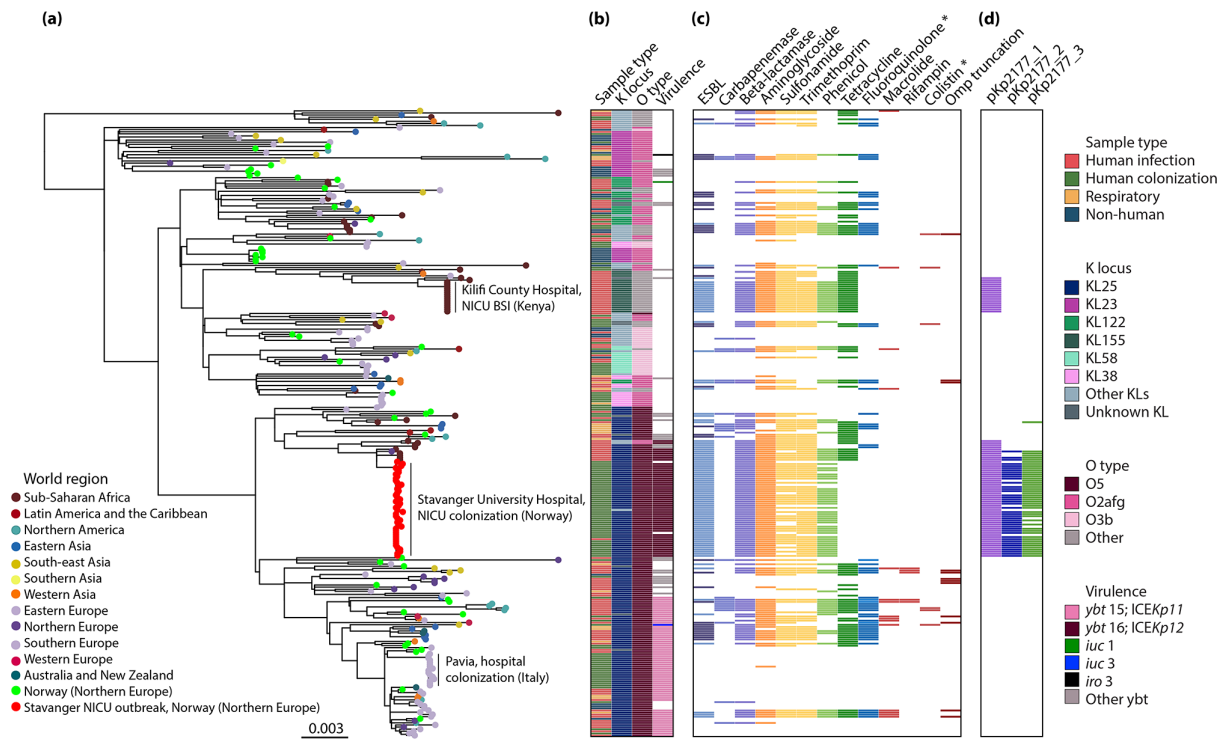 (a)
(b)
(c)
(d)
Sample type
K locus
O type
Virulence
ESBL
Carbapenemase
Beta-lactamase
Aminoglycoside
Sulfonamide
Trimethoprim
Phenicol
Tetracycline
Fluoroquinolone *
Macrolide
Rifampin
Colistin *
Omp truncation
pKp2177_1
pKp2177_2
pKp2177_3
Kilifi County Hospital,
NICU BSI (Kenya)
Stavanger University Hospital,
NICU colonization (Norway)
Pavia, hospital
colonization (Italy)
World region
Sub-Saharan Africa
Latin America and the Caribbean
Northern America
Eastern Asia
South-east Asia
Southern Asia
Western Asia
Eastern Europe
Northern Europe
Southern Europe
Western Europe
Australia and New Zealand
Norway (Northern Europe)
Stavanger NICU outbreak, Norway (Northern Europe)
0.003
Sample type
Human infection
Human colonization
Respiratory
Non-human
K locus
KL25
KL23
KL122
KL155
KL58
KL38
Other KLs
Unknown KL
O type
O5
O2afg
O3b
Other
Virulence
ybt 15; ICEKp11
ybt 16; ICEKp12
iuc 1
iuc 3
iro 3
Other ybt